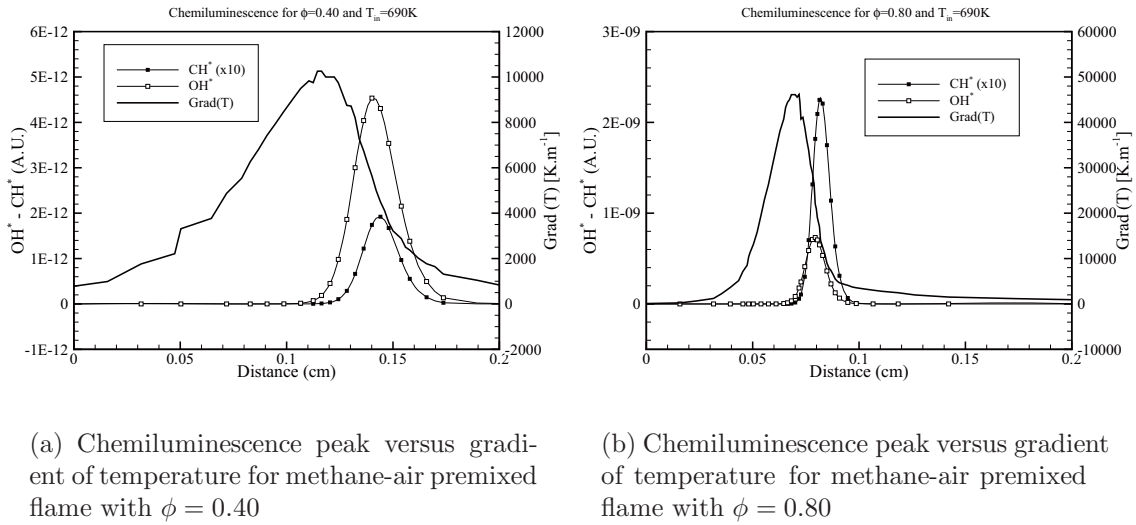 Chemiluminescence for ϕ=0.40 and T_in=690K
6E-12
5E-12
4E-12
3E-12
2E-12
1E-12
0
-1E-12
OH* - CH* (A.U.)
CH* (x10)
OH*
Grad(T)
12000
10000
8000
6000
4000
2000
0
-2000
Grad (T) [K.m⁻¹]
0
0.05
0.1
0.15
0.2
Distance (cm)
Chemiluminescence for ϕ=0.80 and T_in=690K
3E-09
2E-09
1E-09
0
OH* - CH* (A.U.)
CH* (x10)
OH*
Grad(T)
60000
50000
40000
30000
20000
10000
0
-10000
Grad (T) [K.m⁻¹]
0
0.05
0.1
0.15
0.2
Distance (cm)
(a) Chemiluminescence peak versus gradi-
ent of temperature for methane-air premixed
flame with ϕ = 0.40
(b) Chemiluminescence peak versus gradient
of temperature for methane-air premixed
flame with ϕ = 0.80